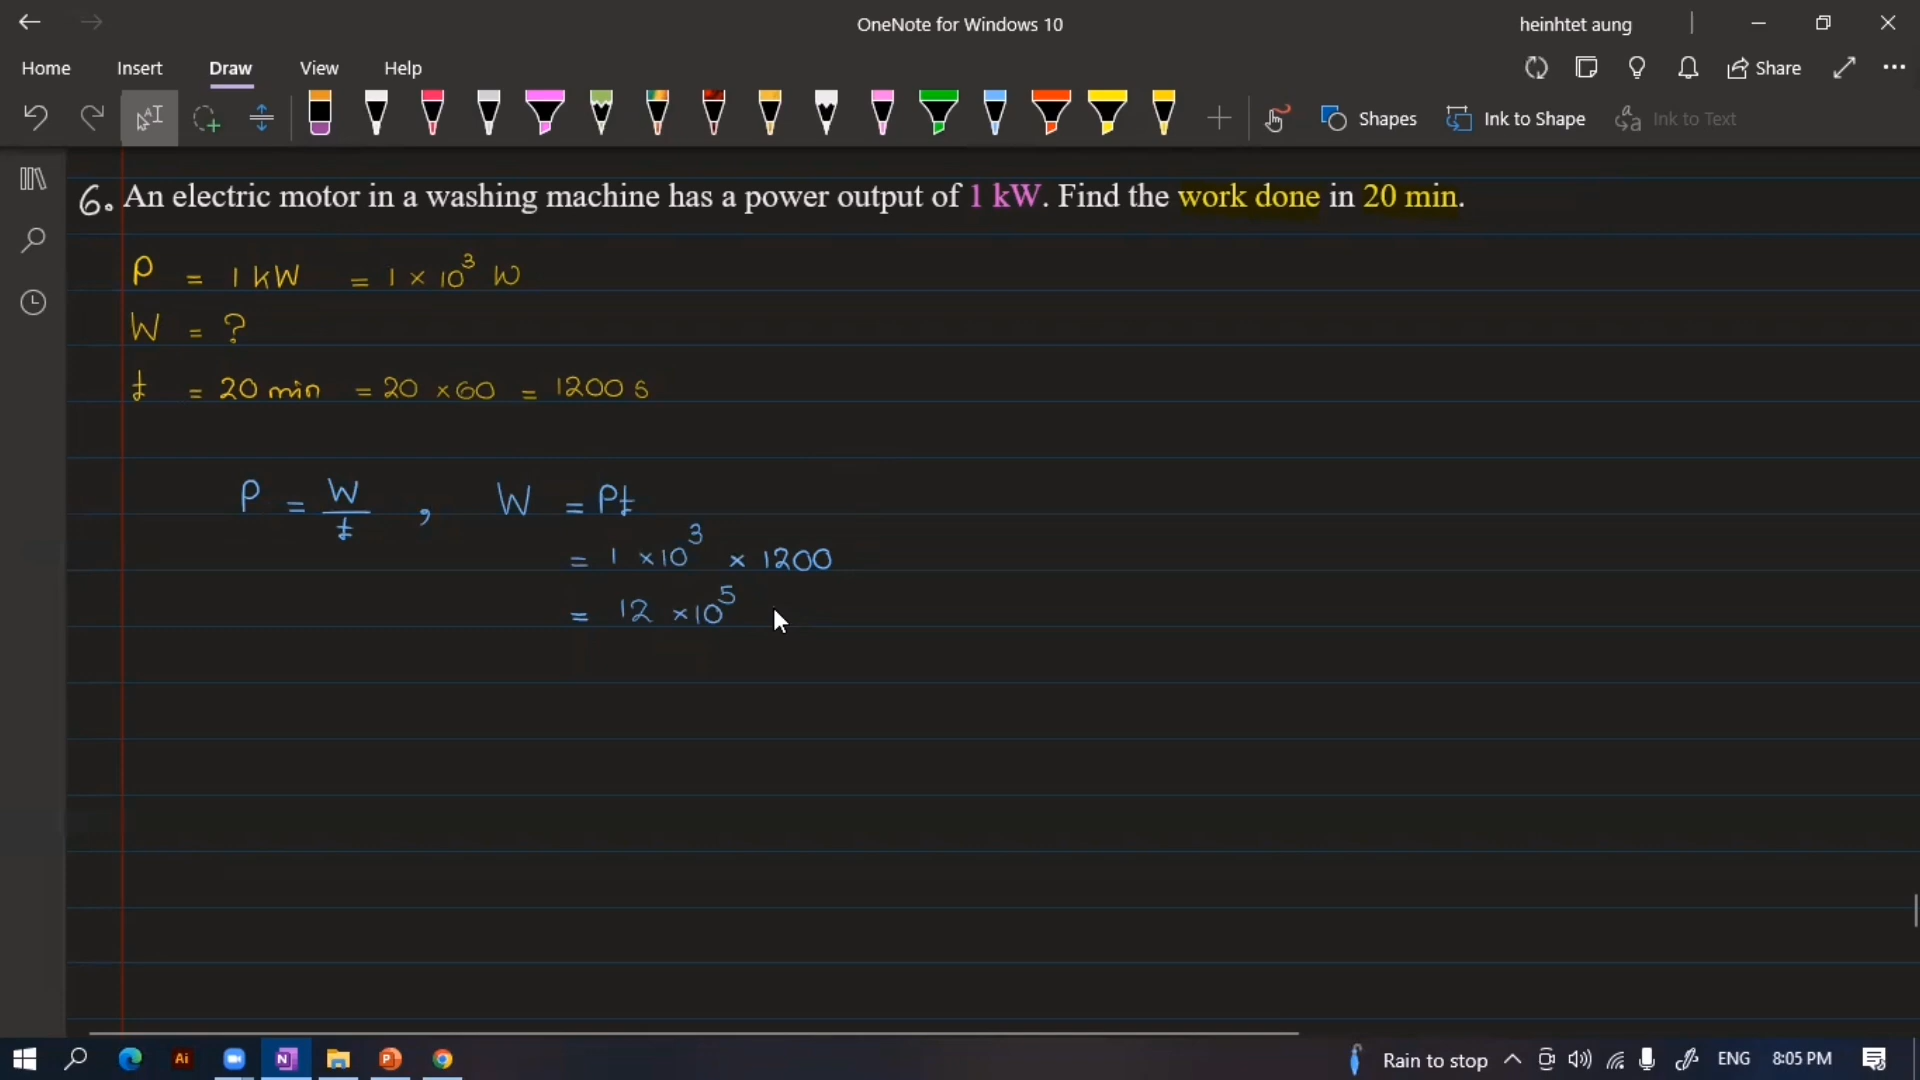 OneNote for Windows 10
heinhtet aung
Home Insert Draw View Help
Share
Shapes
Ink to Shape
Ink to Text
6. An electric motor in a washing machine has a power output of 1 kW. Find the work done in 20 min.
P = 1 kW = 1 × 10³ W
W = ?
t = 20 min = 20 × 60 = 1200 s
P = W/t , W = Pt
= 1 × 10³ × 1200
= 12 × 10⁵
Ai
N
P
Rain to stop
ENG
8:05 PM